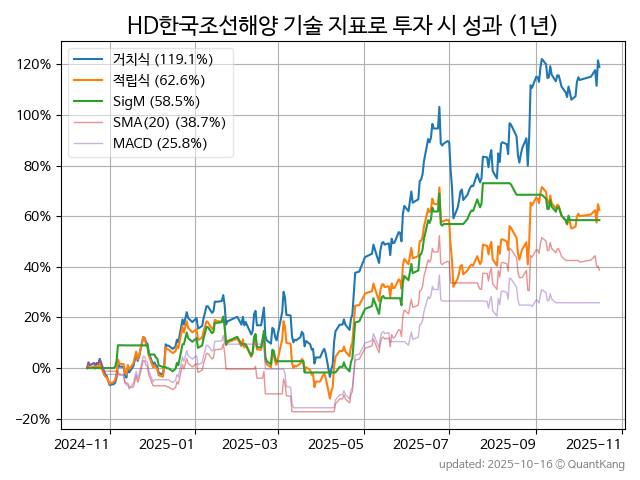 HD한국조선해양 기술 지표로 투자 시 성과 (1년)
거치식 (119.1%)
적립식 (62.6%)
SigM (58.5%)
SMA(20) (38.7%)
MACD (25.8%)
120%
100%
80%
60%
40%
20%
0%
−20%
2024-11
2025-01
2025-03
2025-05
2025-07
2025-09
2025-11
updated: 2025-10-16 © QuantKang